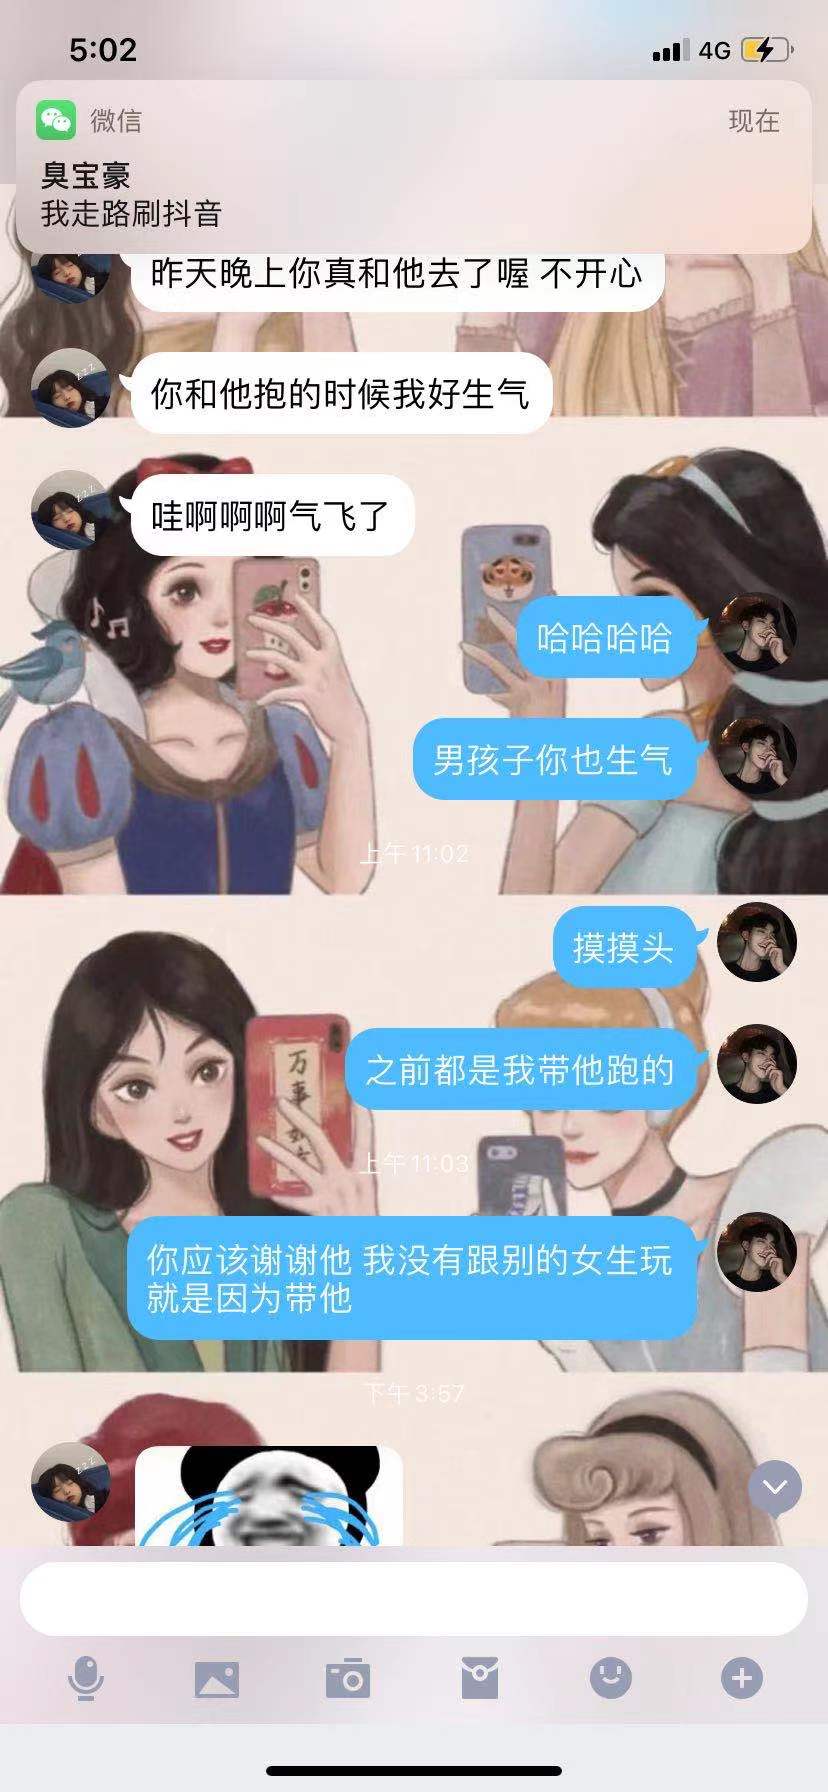 5:02
4G
微信
现在
臭宝豪
我走路刷抖音
昨天晚上你真和他去了喔 不开心
你和他抱的时候我好生气
哇啊啊啊气飞了
哈哈哈哈
男孩子你也生气
上午 11:02
摸摸头
之前都是我带他跑的
万事
上午 11:03
你应该谢谢他 我没有跟别的女生玩
就是因为带他
下午 3:57